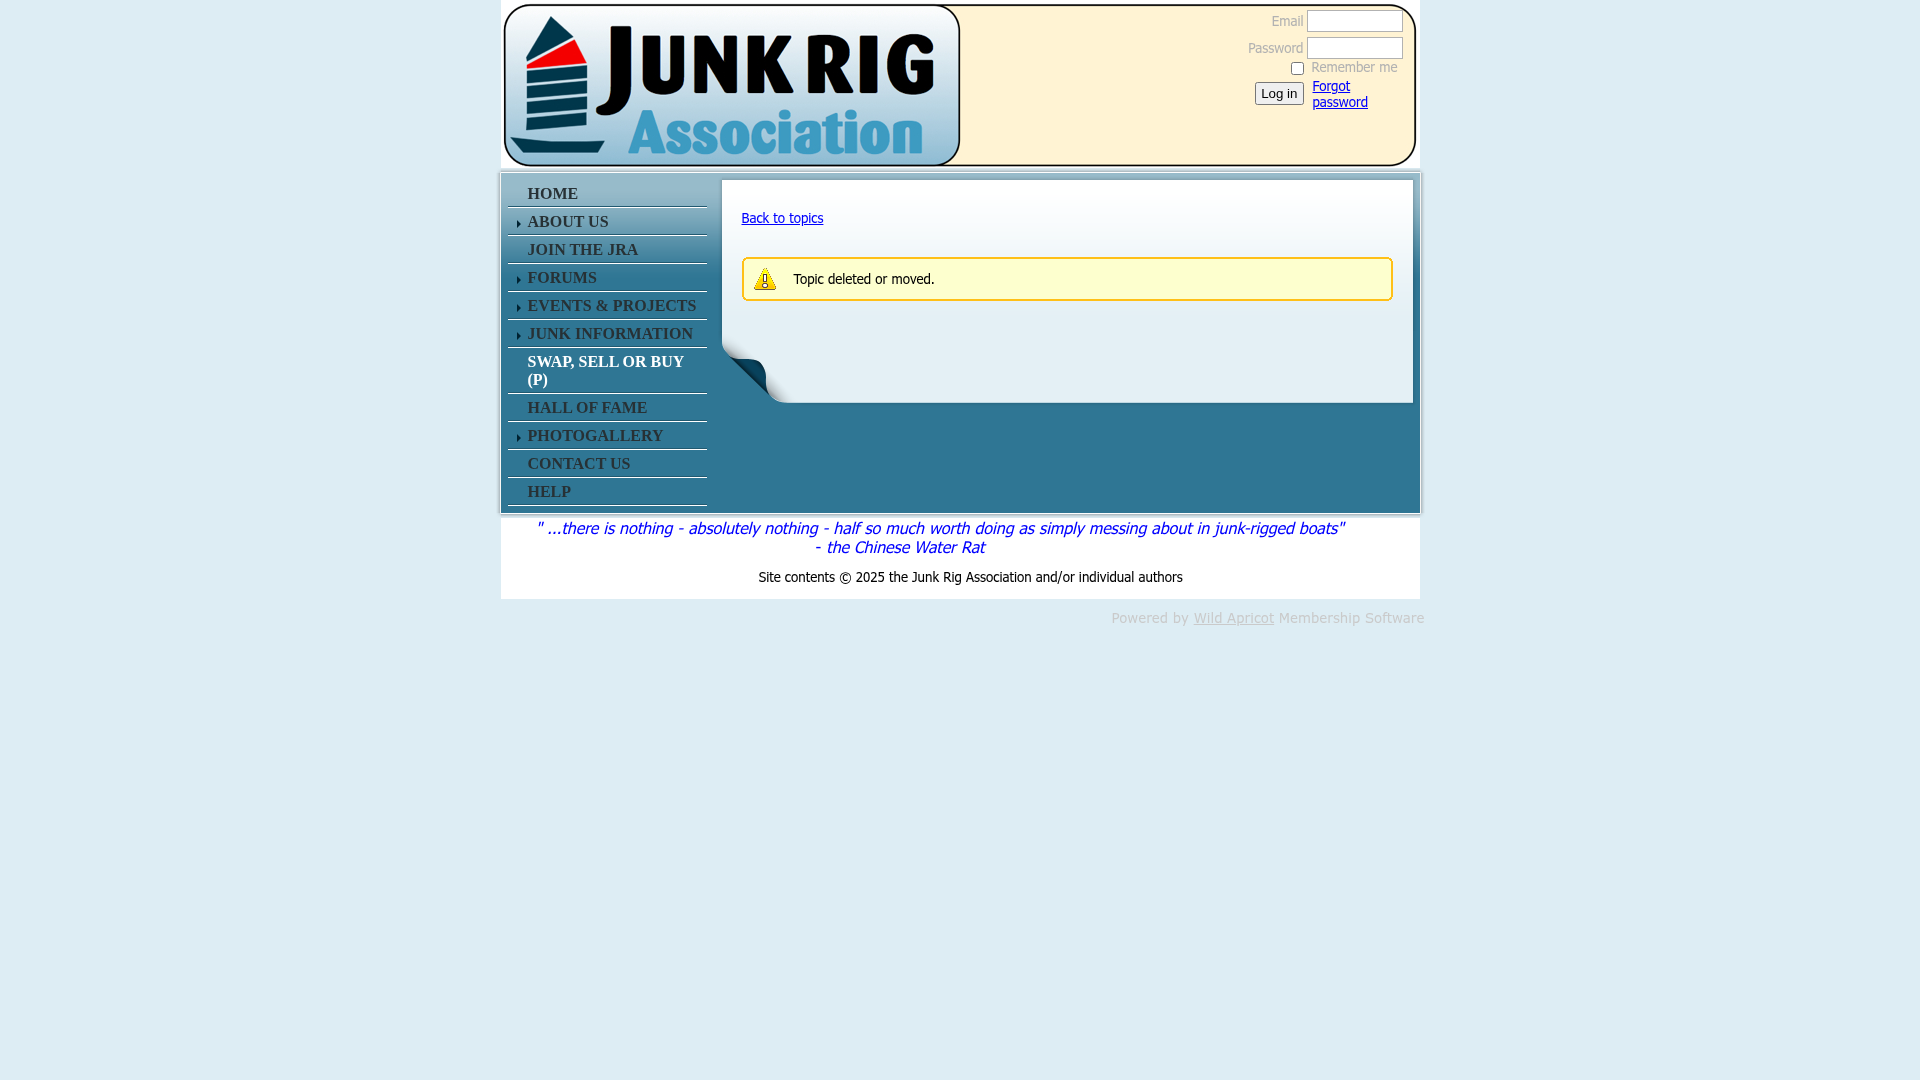 JUNK RIG
Association
Email
Password
Remember me
Log in
Forgot
password
HOME
ABOUT US
JOIN THE JRA
FORUMS
EVENTS & PROJECTS
JUNK INFORMATION
SWAP, SELL OR BUY
(P)
HALL OF FAME
PHOTOGALLERY
CONTACT US
HELP
Back to topics
Topic deleted or moved.
" ...there is nothing - absolutely nothing - half so much worth doing as simply messing about in junk-rigged boats"
- the Chinese Water Rat
Site contents © 2025 the Junk Rig Association and/or individual authors
Powered by Wild Apricot Membership Software